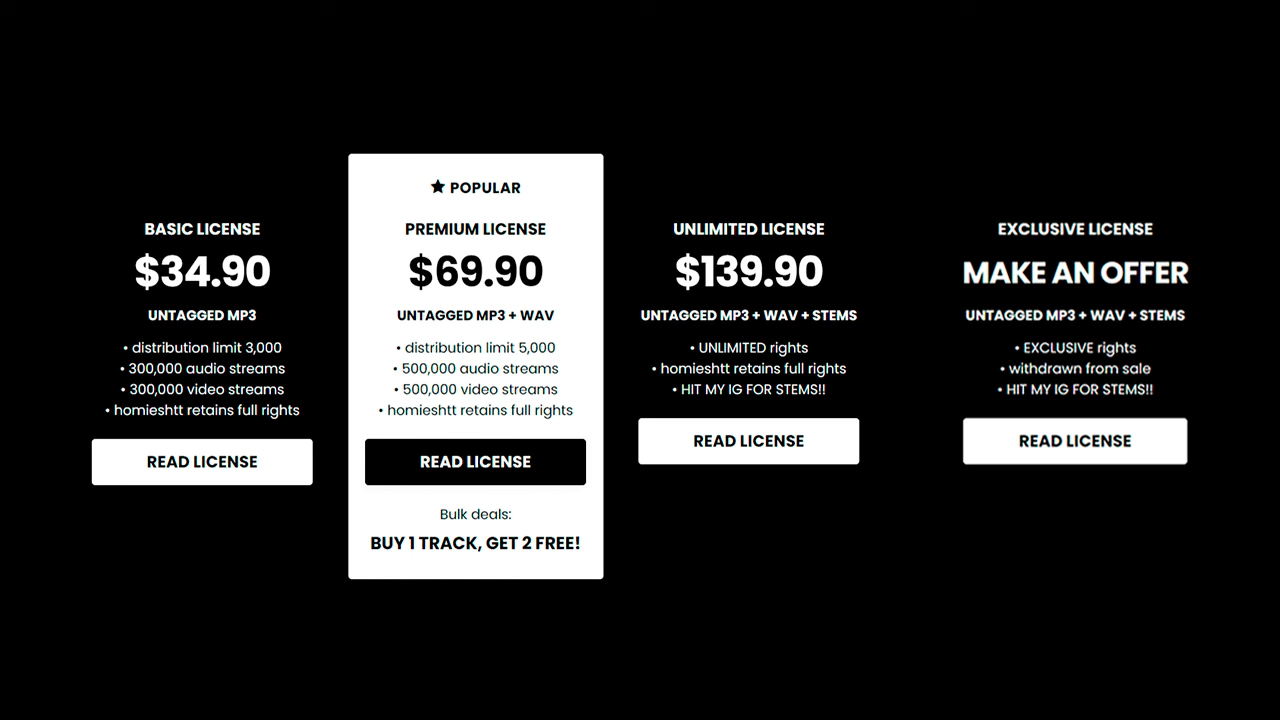 BASIC LICENSE
$34.90
UNTAGGED MP3
• distribution limit 3,000
• 300,000 audio streams
• 300,000 video streams
• homieshtt retains full rights
READ LICENSE
★ POPULAR
PREMIUM LICENSE
$69.90
UNTAGGED MP3 + WAV
• distribution limit 5,000
• 500,000 audio streams
• 500,000 video streams
• homieshtt retains full rights
READ LICENSE
Bulk deals:
BUY 1 TRACK, GET 2 FREE!
UNLIMITED LICENSE
$139.90
UNTAGGED MP3 + WAV + STEMS
• UNLIMITED rights
• homieshtt retains full rights
• HIT MY IG FOR STEMS!!
READ LICENSE
EXCLUSIVE LICENSE
MAKE AN OFFER
UNTAGGED MP3 + WAV + STEMS
• EXCLUSIVE rights
• withdrawn from sale
• HIT MY IG FOR STEMS!!
READ LICENSE